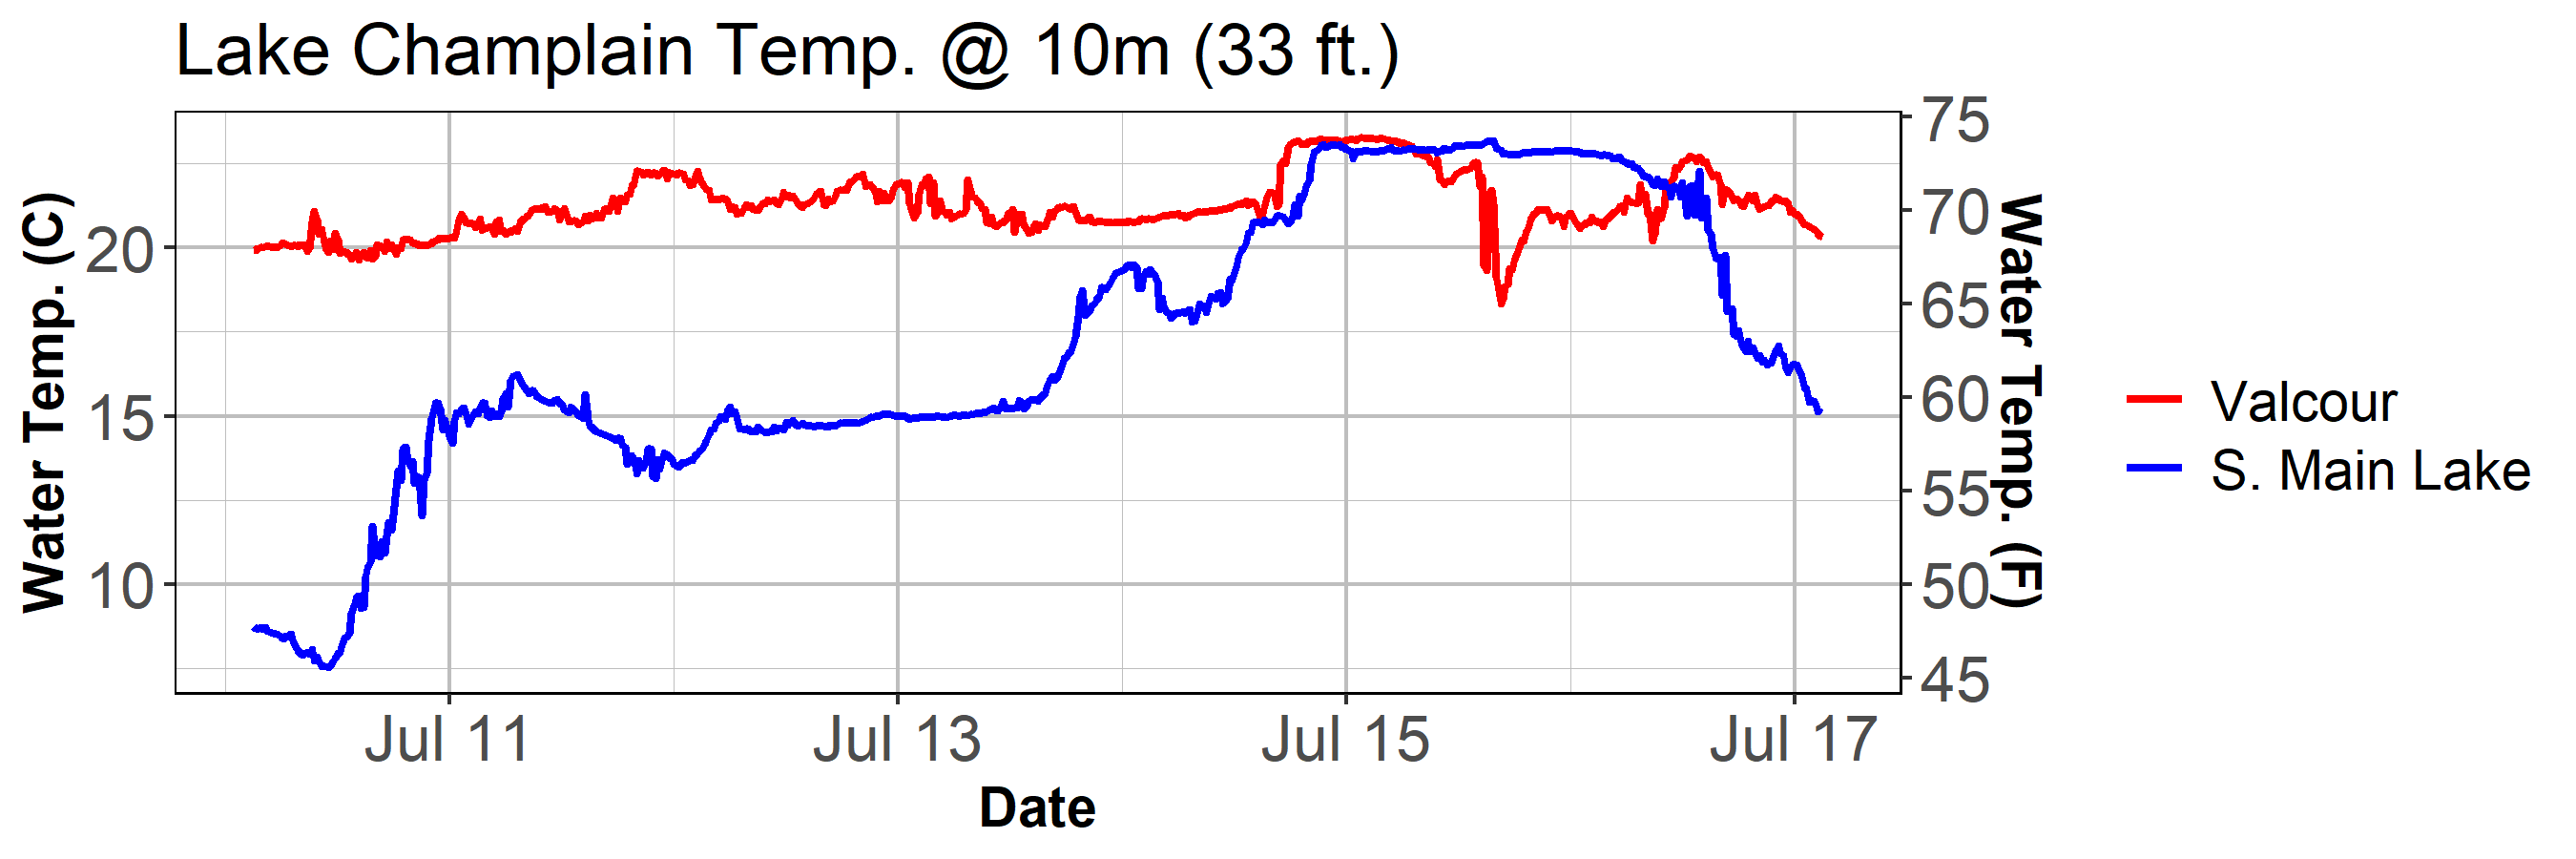 Lake Champlain Temp. @ 10m (33 ft.)
Water Temp. (C)
20
15
10
75
70
65
60
55
50
45
Water Temp. (F)
Jul 11
Jul 13
Jul 15
Jul 17
Date
Valcour
S. Main Lake